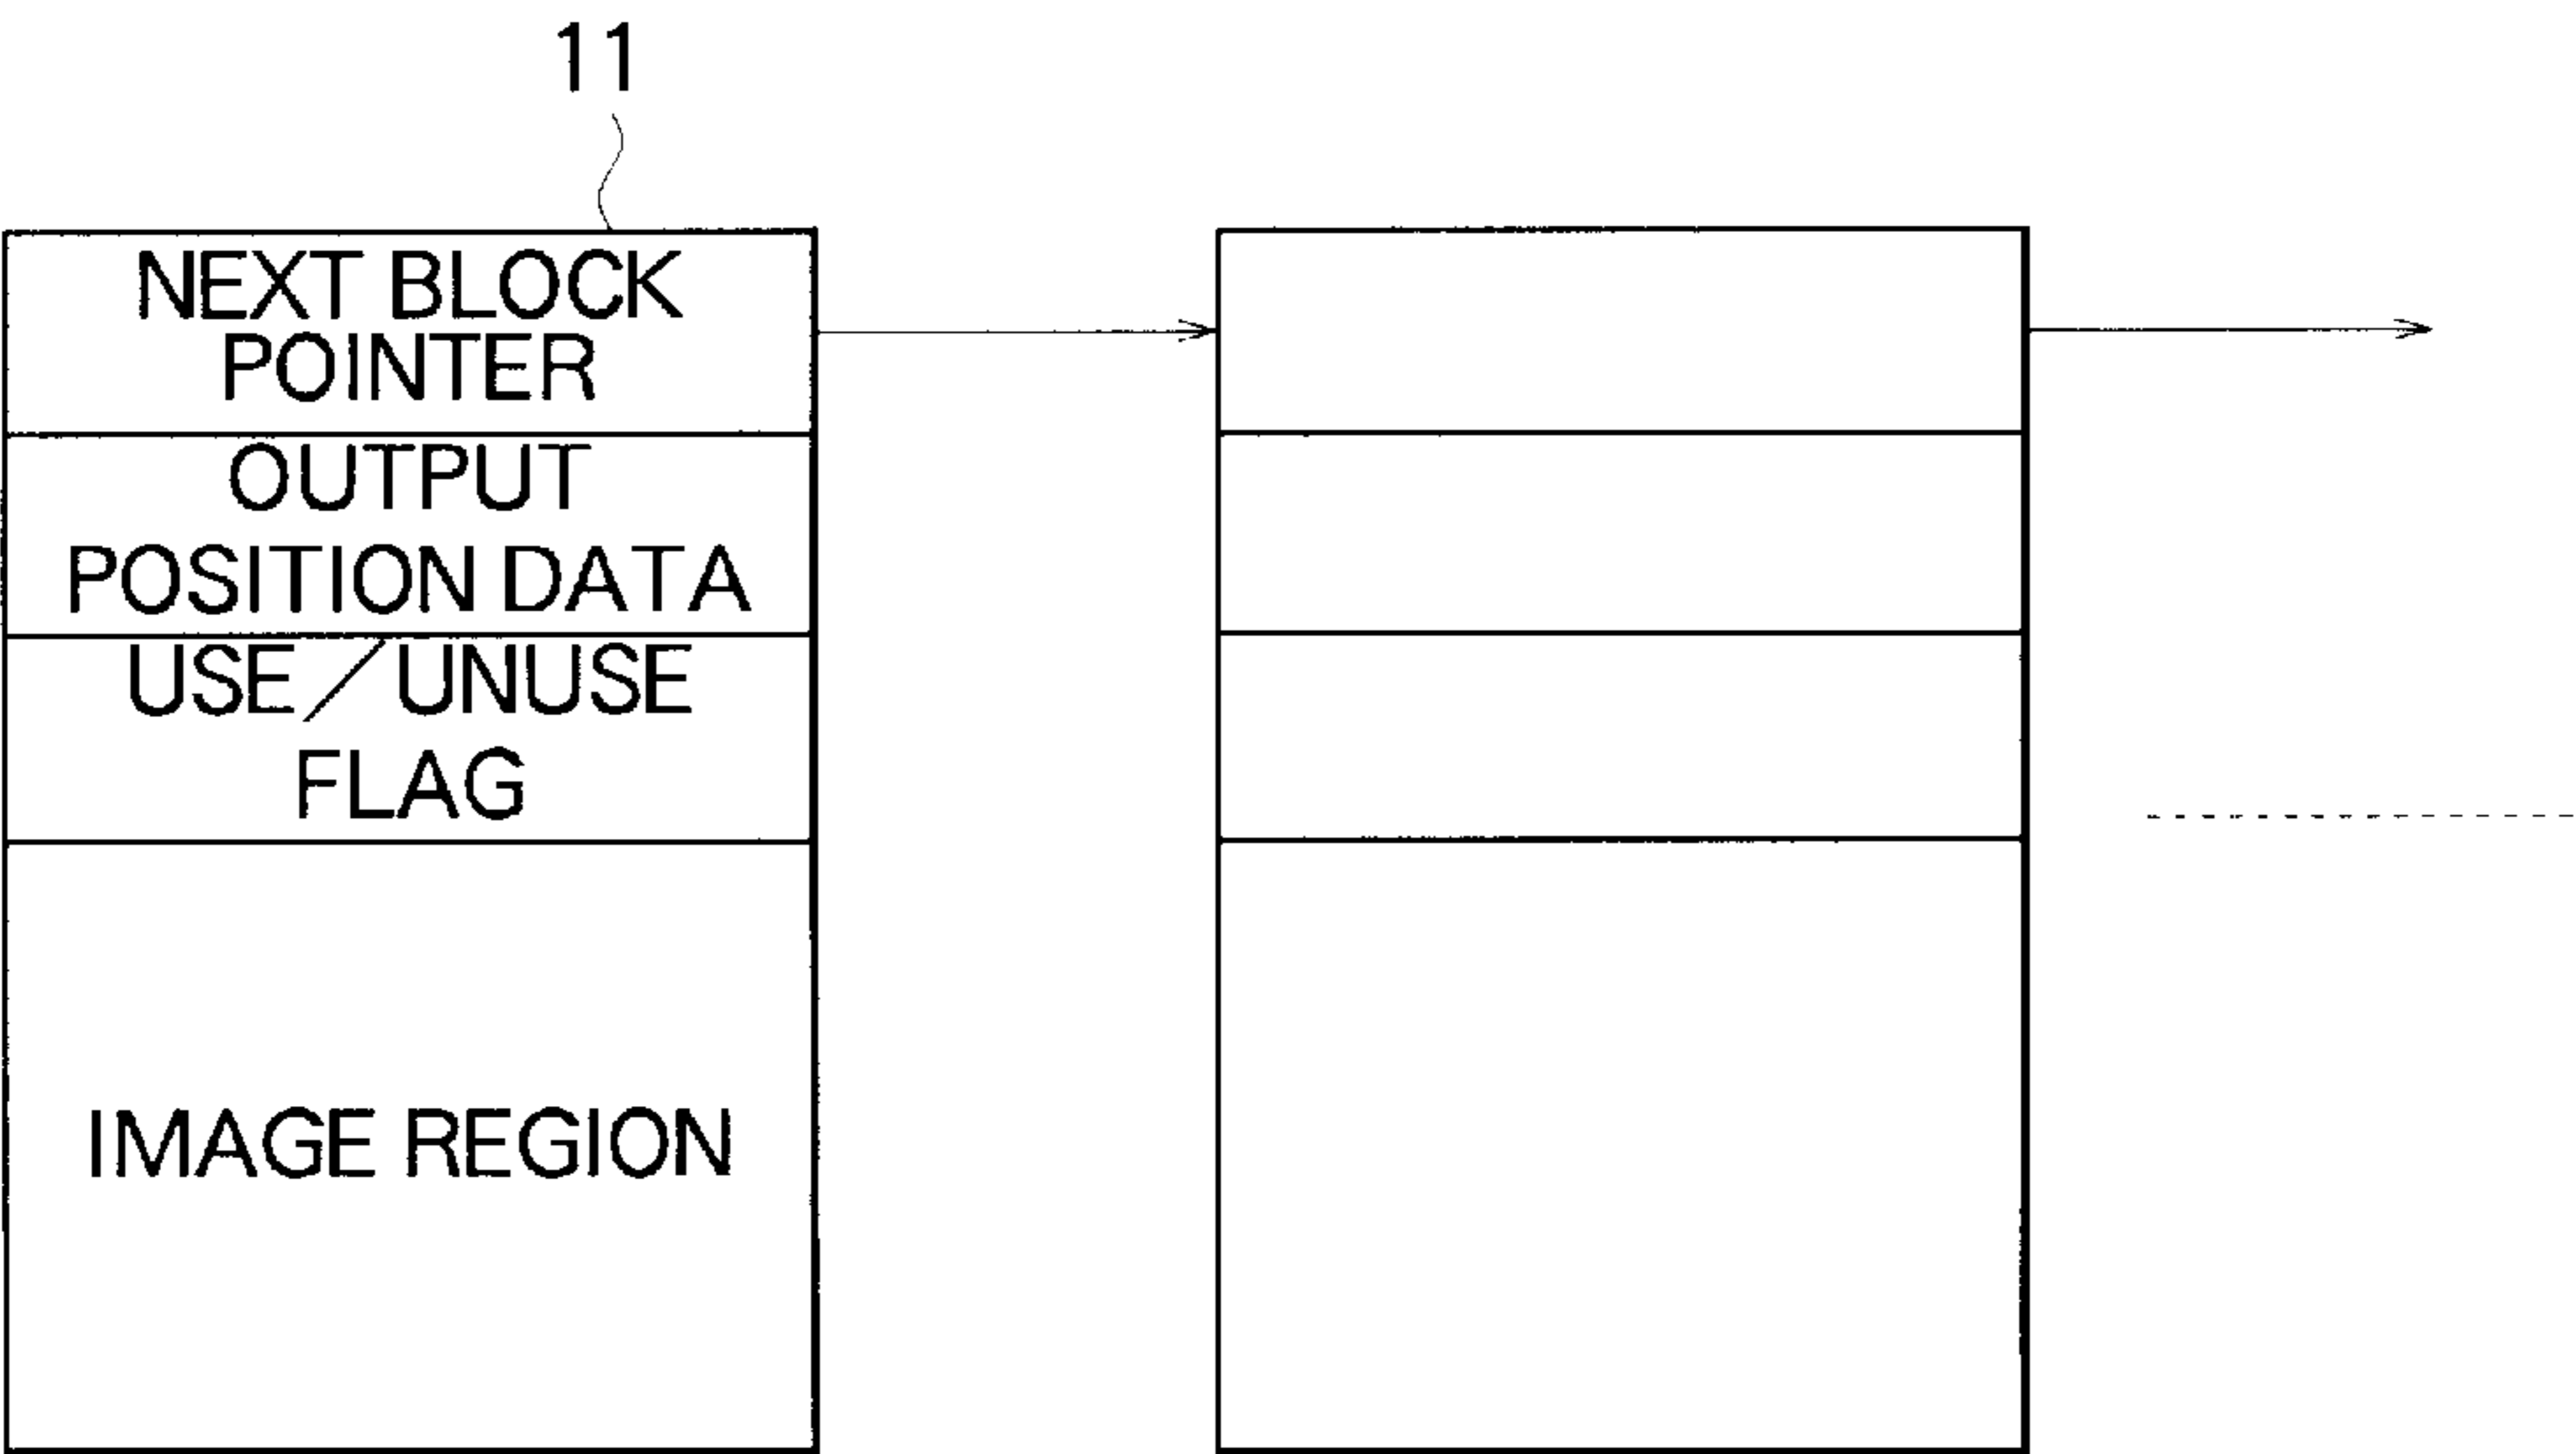 11
NEXT BLOCK
POINTER
OUTPUT
POSITION DATA
USE/UNUSE
FLAG
IMAGE REGION